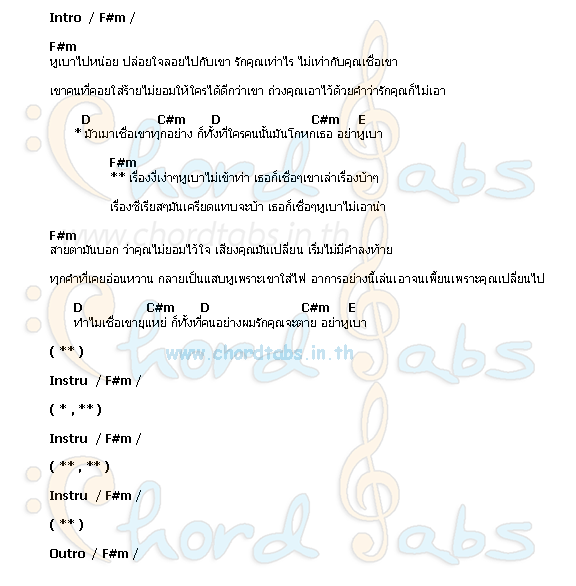 Intro / F#m /
F#m
หูเบาไปหน่อย ปล่อยใจลอยไปกับเขา รักคุณเท่าไร ไม่เท่ากับคุณเชื่อเขา
เขาคนที่คอยใส่ร้ายไม่ยอมให้ใครได้ดีกว่าเขา ถ่วงคุณเอาไว้ด้วยคำว่ารักคุณก็ไม่เอา
D C#m D C#m E
* มัวเมาเชื่อเขาทุกอย่าง ก็ทั้งที่ใครคนนั้นมันโกหกเธอ อย่าหูเบา
F#m
** เรื่องงี่เง่าๆหูเบาไม่เข้าท่า เธอก็เชื่อๆเขาเล่าเรื่องบ้าๆ
เรื่องซีเรียสๆมันเครียดแทบจะบ้า เธอก็เชื่อๆหูเบาไม่เอาน่า
www.chordtabs.in.th
F#m
สายตามันบอก ว่าคุณไม่ยอมไว้ใจ เสียงคุณมันเปลี่ยน เริ่มไม่มีคำลงท้าย
ทุกคำที่เคยอ่อนหวาน กลายเป็นแสบหูเพราะเขาใส่ไฟ อาการอย่างนี้เล่นเอาจนเพี้ยนเพราะคุณเปลี่ยนไป
D C#m D C#m E
ทำไมเชื่อเขายุแหย่ ก็ทั้งที่คนอย่างผมรักคุณจะตาย อย่าหูเบา
( ** )
www.chordtabs.in.th
Instru / F#m /
( * , ** )
Instru / F#m /
( ** , ** )
Instru / F#m /
( ** )
Outro / F#m /
Chord Tabs
Chord Tabs
Chord Tabs